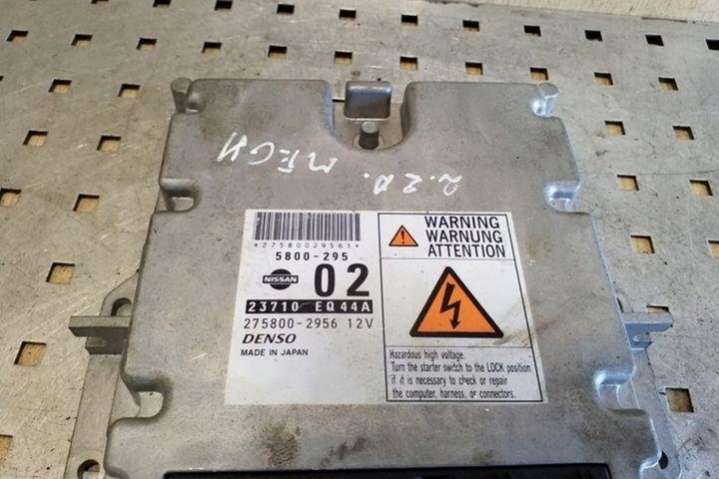 2.2D. MECH
*27580029561*
5800-295
NISSAN
02
23710 EQ44A
275800-2956 12V
DENSO
MADE IN JAPAN
WARNING
WARNUNG
ATTENTION
Hazardous high voltage.
Turn the starter switch to the LOCK position
if it is necessary to check or repair
the computer, harness, or connectors.